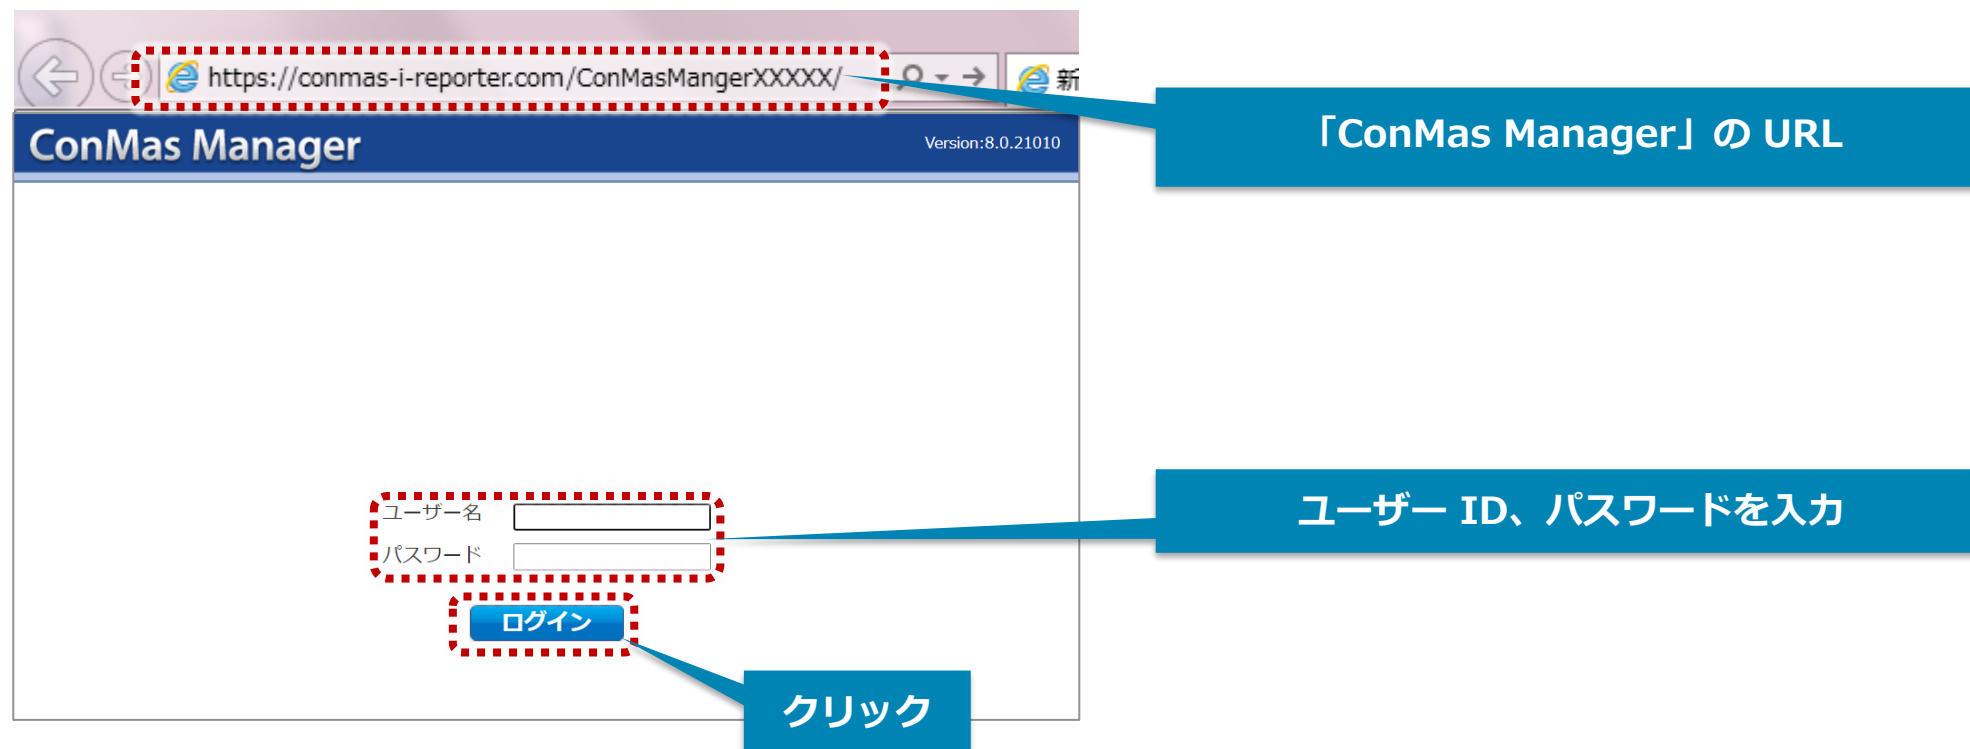 https://conmas-i-reporter.com/ConMasMangerXXXXX/
新
ConMas Manager
Version:8.0.21010
「ConMas Manager」の URL
ユーザー名
パスワード
ユーザー ID、パスワードを入力
ログイン
クリック